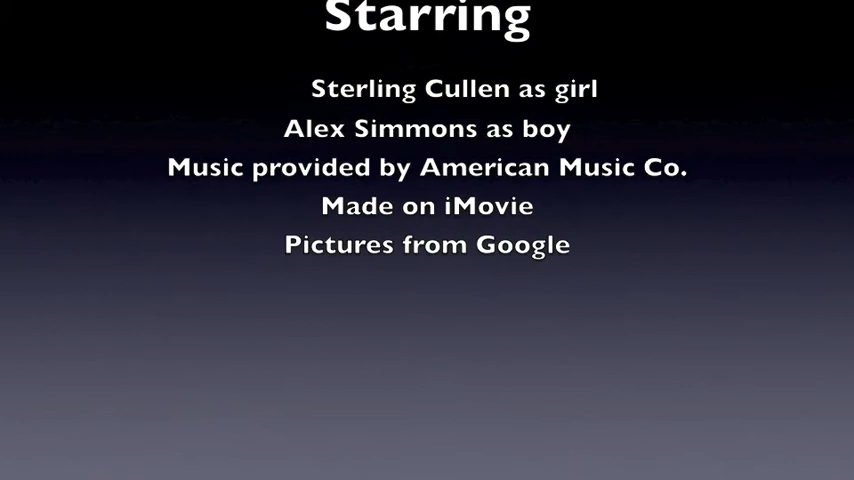 Starring
Sterling Cullen as girl
Alex Simmons as boy
Music provided by American Music Co.
Made on iMovie
Pictures from Google